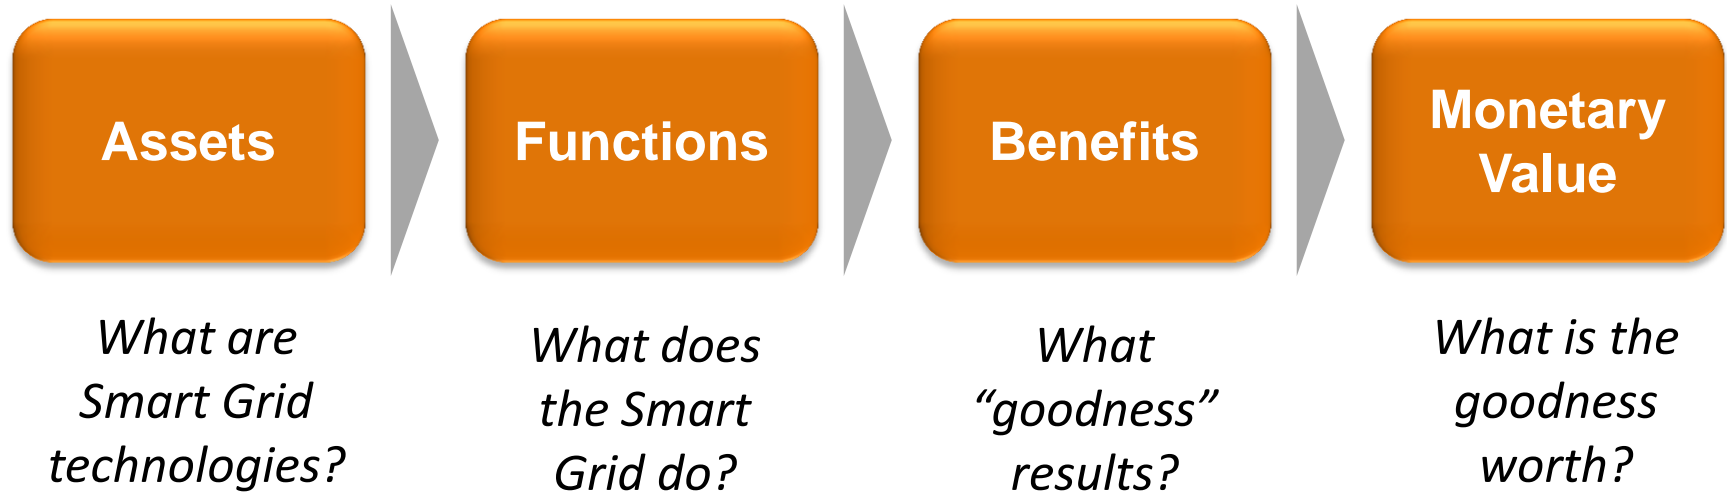 Assets
Functions
Benefits
Monetary
Value
What are
Smart Grid
technologies?
What does
the Smart
Grid do?
What
“goodness”
results?
What is the
goodness
worth?